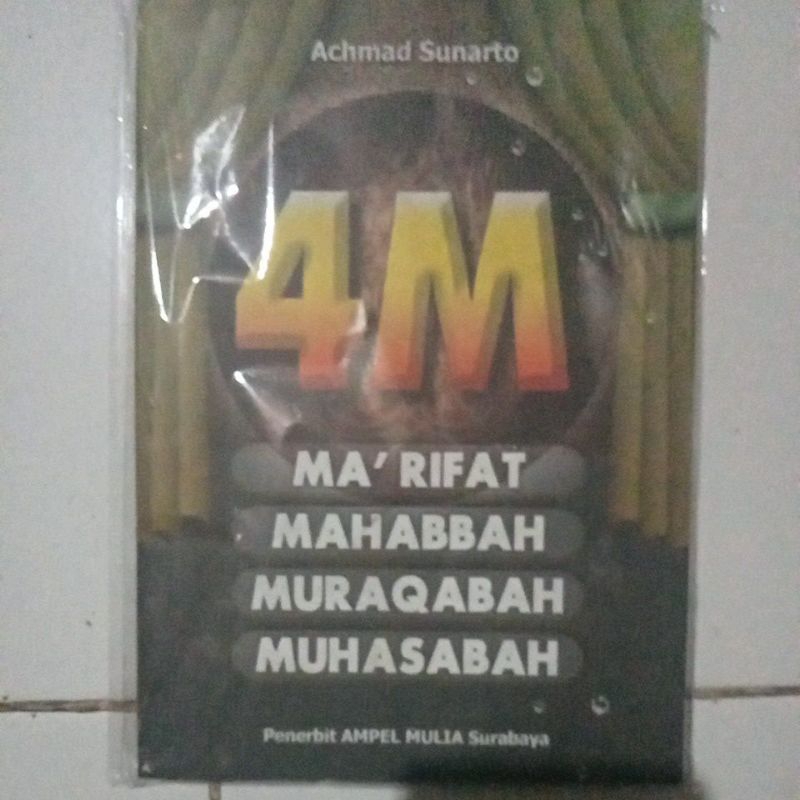 Achmad Sunarto
4M
MA'RIFAT
MAHABBAH
MURAQABAH
MUHASABAH
Penerbit AMPEL MULIA Surabaya